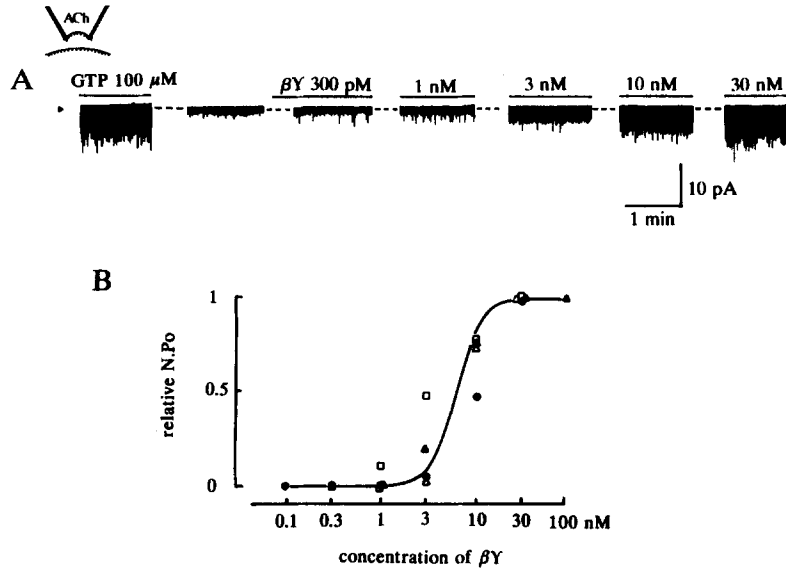 ACh
A
GTP 100 µM
βY 300 pM
1 nM
3 nM
10 nM
30 nM
10 pA
1 min
B
relative N.Po
1
0.5
0
0.1 0.3 1 3 10 30 100 nM
concentration of βY